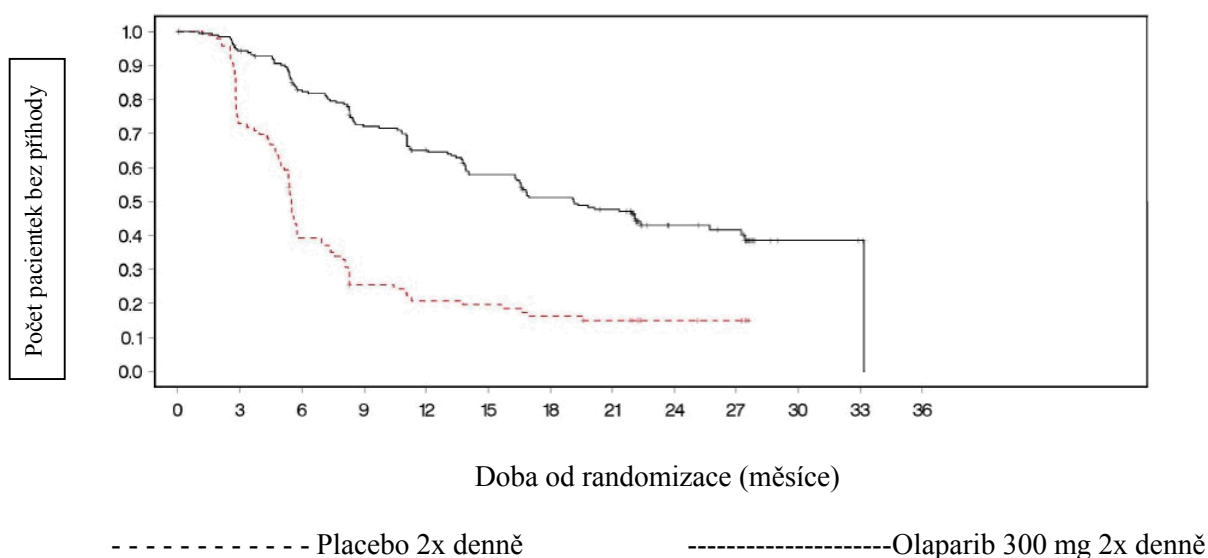 Počet pacientek bez příhody
1.0
0.9
0.8
0.7
0.6
0.5
0.4
0.3
0.2
0.1
0.0
0 3 6 9 12 15 18 21 24 27 30 33 36
Doba od randomizace (měsíce)
- - - - - - - - - - - - - Placebo 2x denně --------------------Olaparib 300 mg 2x denně